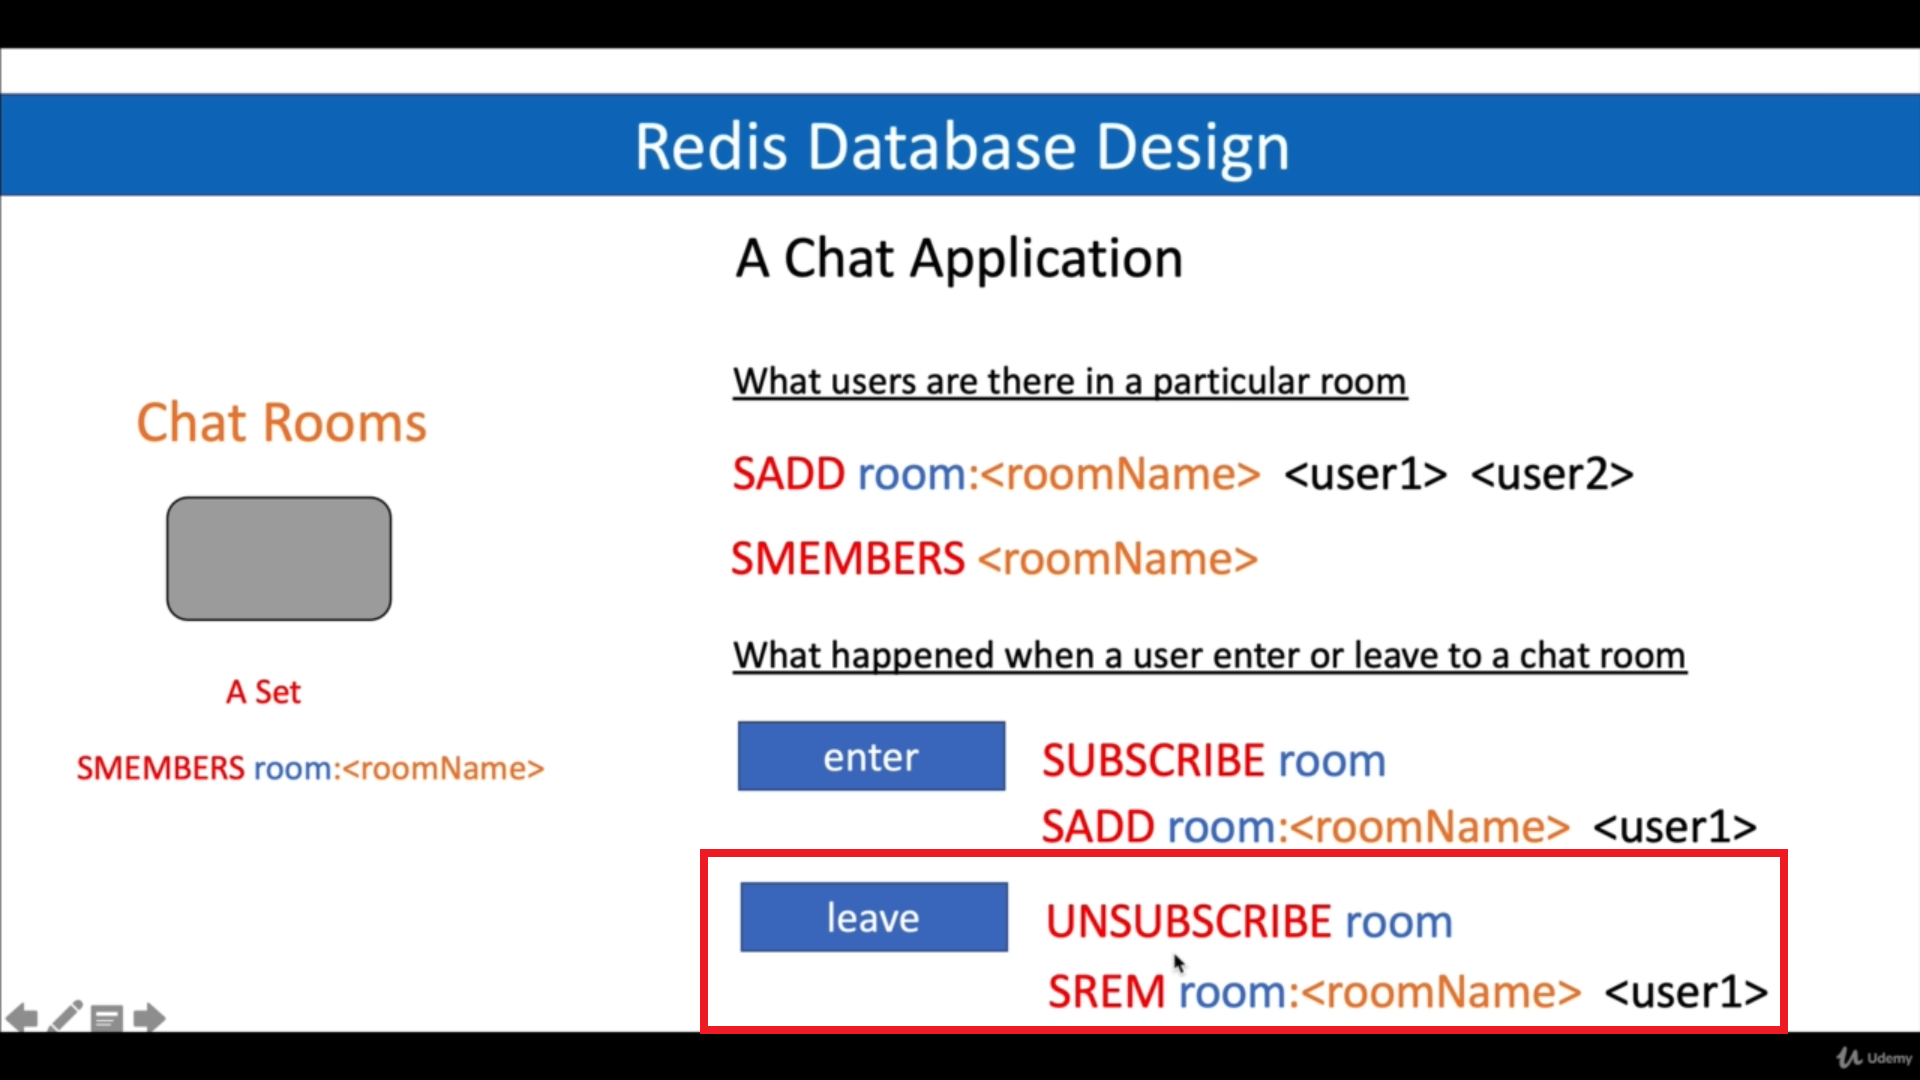 Redis Database Design
A Chat Application
What users are there in a particular room
Chat Rooms
SADD room:<roomName> <user1> <user2>
SMEMBERS <roomName>
What happened when a user enter or leave to a chat room
A Set
enter
SUBSCRIBE room
SMEMBERS room:<roomName>
SADD room:<roomName> <user1>
leave
UNSUBSCRIBE room
SREM room:<roomName> <user1>
Udemy